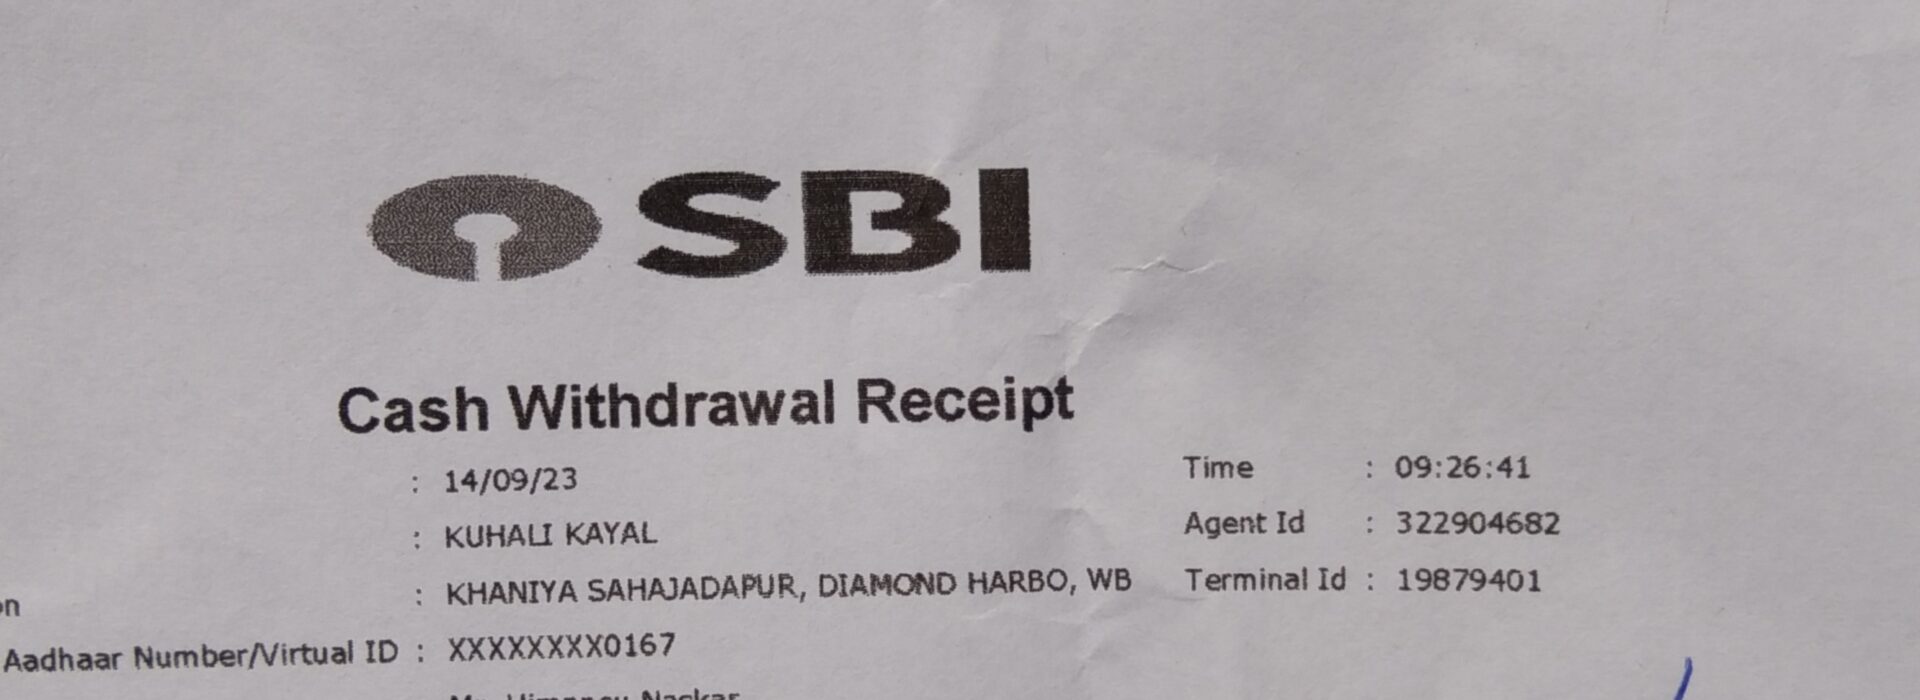 SBI
Cash Withdrawal Receipt
: 14/09/23 Time : 09:26:41
: KUHALI KAYAL Agent Id : 322904682
: KHANIYA SAHAJADAPUR, DIAMOND HARBO, WB Terminal Id : 19879401
Aadhaar Number/Virtual ID : XXXXXXXX0167